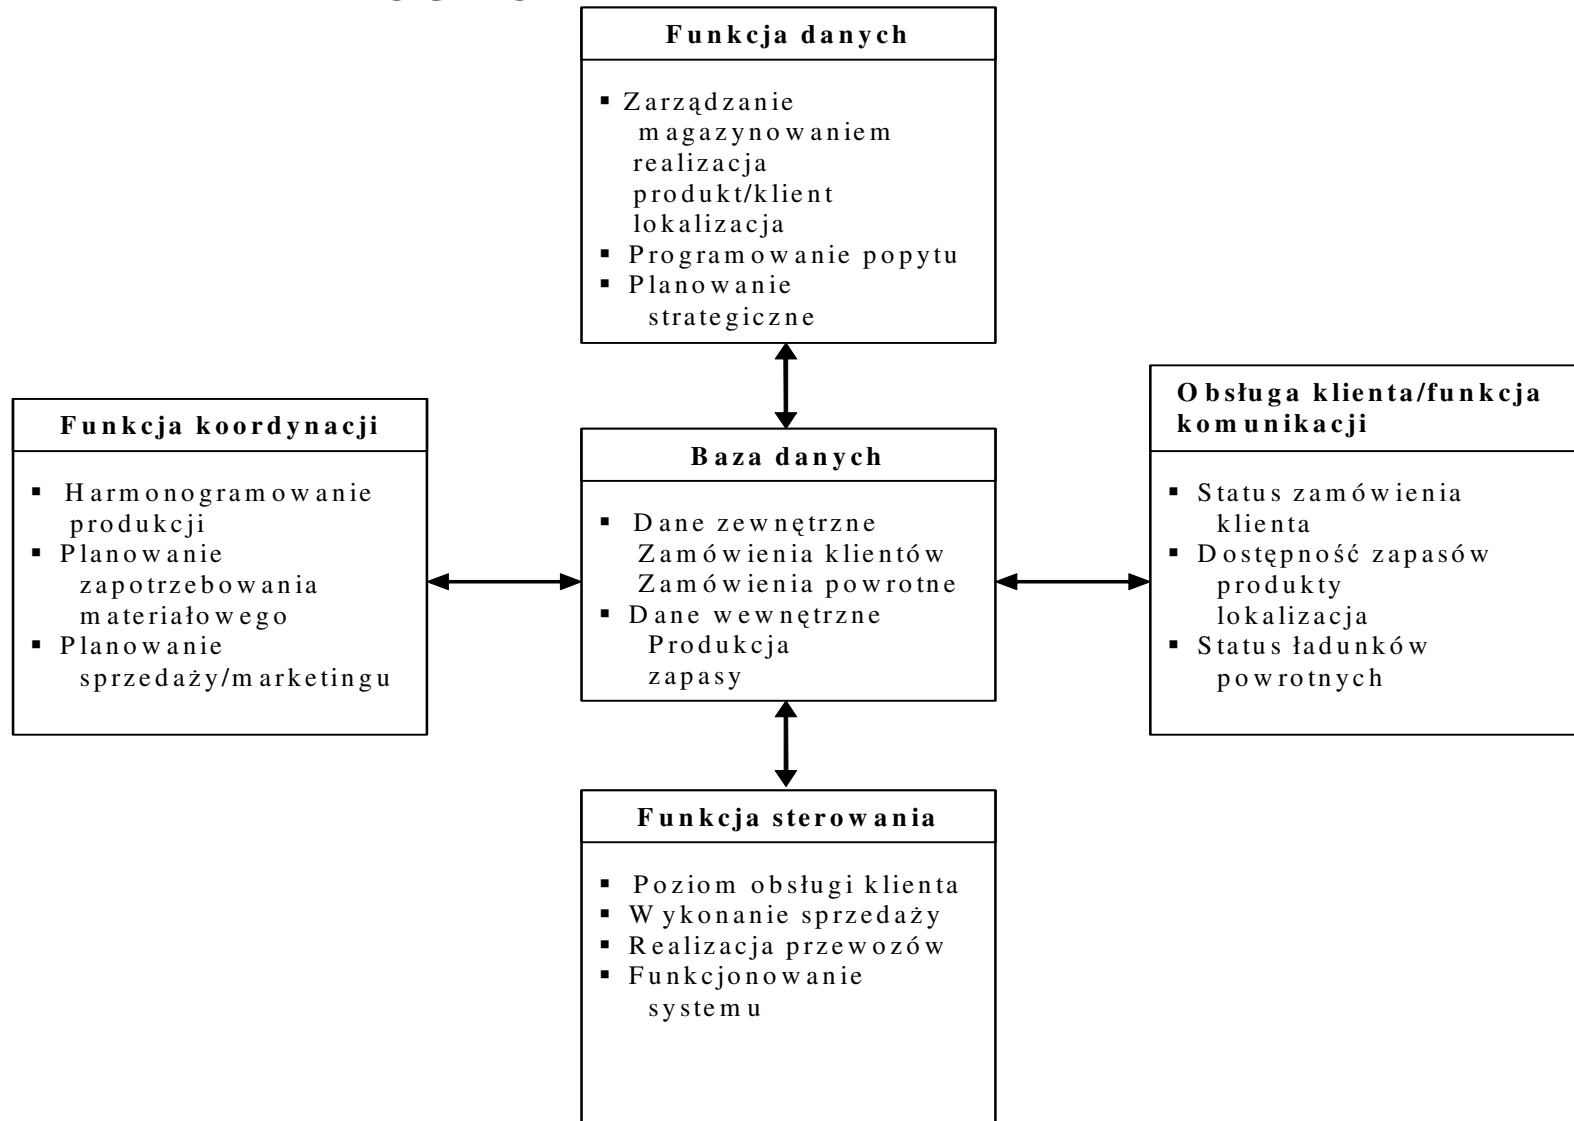 Funkcja danych
▪ Zarządzanie
magazynowaniem
realizacja
produkt/klient
lokalizacja
▪ Programowanie popytu
▪ Planowanie
strategiczne
Funkcja koordynacji
▪ Harmonogramowanie
produkcji
▪ Planowanie
zapotrzebowania
materiałowego
▪ Planowanie
sprzedaży/marketingu
Baza danych
▪ Dane zewnętrzne
Zamówienia klientów
Zamówienia powrotne
▪ Dane wewnętrzne
Produkcja
zapasy
Obsługa klienta/funkcja
komunikacji
▪ Status zamówienia
klienta
▪ Dostępność zapasów
produkty
lokalizacja
▪ Status ładunków
powrotnych
Funkcja sterowania
▪ Poziom obsługi klienta
▪ Wykonanie sprzedaży
▪ Realizacja przewozów
▪ Funkcjonowanie
systemu